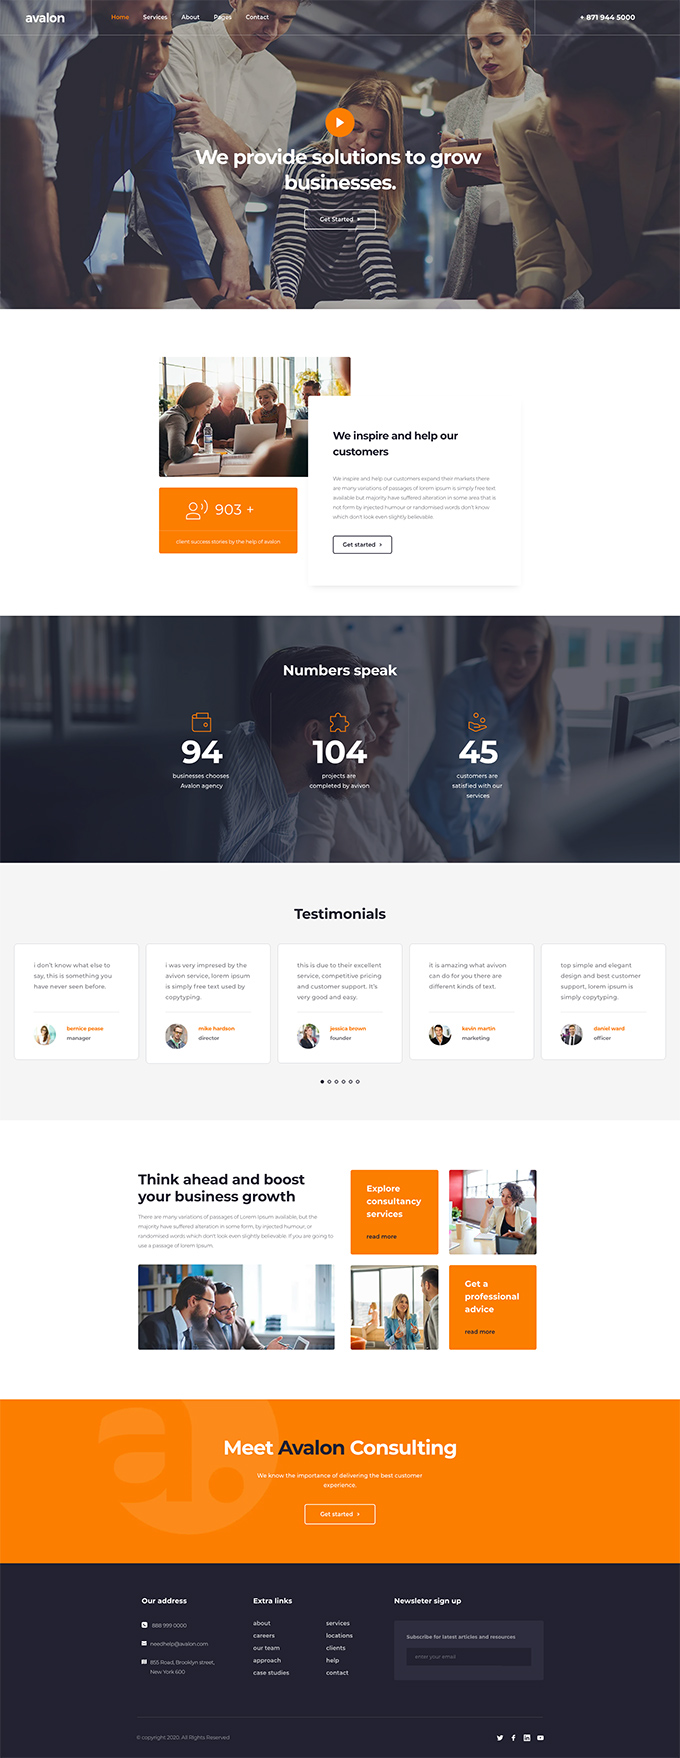 avalon
Home Services About Pages Contact
+ 871 944 5000
We provide solutions to grow
businesses.
Get Started
We inspire and help our
customers
We inspire and help our customers expand their markets there
are many variations of passages of lorem ipsum is simply free text
available but majority have suffered alteration in some area that is
not form by injected humour or randomised words don't know
which don't look even slightly believable.
Get started
903 +
client success stories by the help of avalon
Numbers speak
94
businesses chooses
Avalon agency
104
projects are
completed by avivon
45
customers are
satisfied with our
services
Testimonials
i don't know what else to
say, this is something you
have never seen before.
bernice pease
manager
i was very impresed by the
avivon service, lorem ipsum
is simply free text used by
copytyping.
mike hardson
director
this is due to their excellent
service, competitive pricing
and customer support. It's
very good and easy.
jessica brown
founder
it is amazing what avivon
can do for you there are
different kinds of text.
kevin martin
marketing
top simple and elegant
design and best customer
support, lorem ipsum is
simply copytyping.
daniel ward
officer
Think ahead and boost
your business growth
There are many variations of passages of Lorem Ipsum available, but the
majority have suffered alteration in some form, by injected humour, or
randomised words which don't look even slightly believable. If you are going to
use a passage of lorem ipsum.
Explore
consultancy
services
read more
Get a
professional
advice
read more
a.
Meet Avalon Consulting
We know the importance of delivering the best customer
experience.
Get started
Our address
888 999 0000
needhelp@avalon.com
855 Road, Brooklyn street,
New York 600
Extra links
about
careers
our team
approach
case studies
services
locations
clients
help
contact
Newsleter sign up
Subscribe for latest articles and resources
enter your email
© copyright 2020. All Rights Reserved